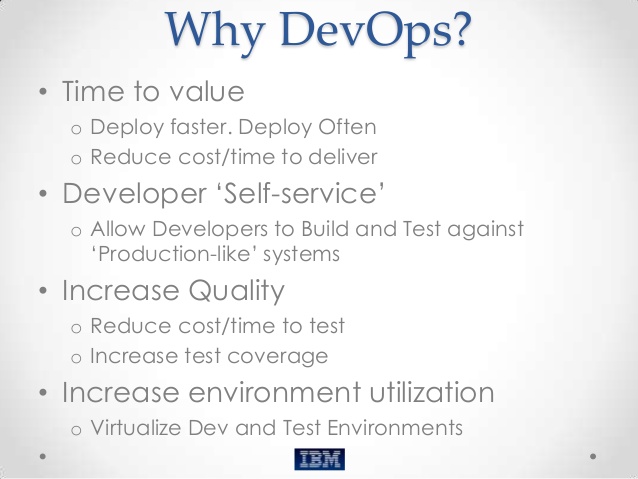 Why DevOps?
• Time to value
o Deploy faster. Deploy Often
o Reduce cost/time to deliver
• Developer ‘Self-service’
o Allow Developers to Build and Test against
‘Production-like’ systems
• Increase Quality
o Reduce cost/time to test
o Increase test coverage
• Increase environment utilization
o Virtualize Dev and Test Environments
IBM